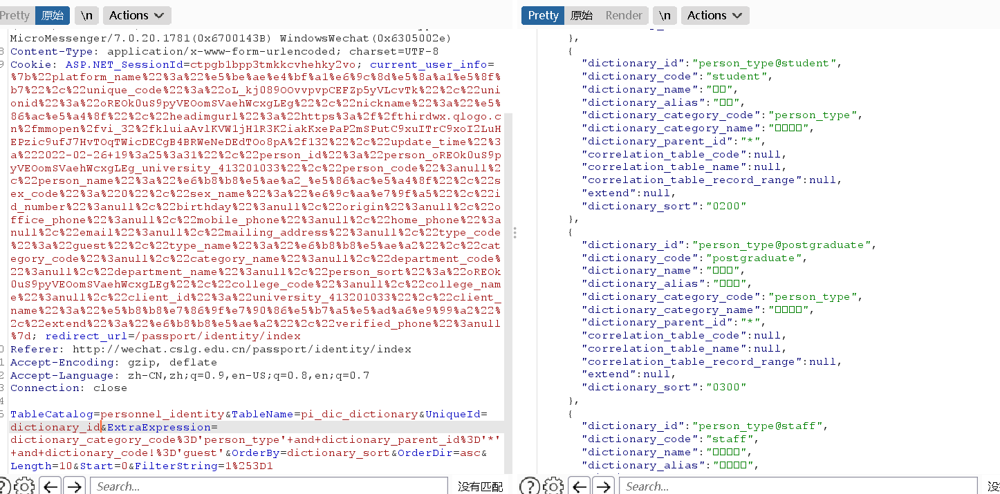 Pretty 原始 \n Actions
MicroMessenger/7.0.20.1781(0x6700143B) WindowsWechat(0x6305002e)
Content-Type: application/x-www-form-urlencoded; charset=UTF-8
Cookie: ASP.NET_SessionId=ctpgb1bpp3tmkkcvhehky2vo; current_user_info=
%7b%22platform_name%22%3a%22%e5%be%ae%e4%bf%a1%e6%9c%8d%e5%8a%a1%e5%8f%
b7%22%2c%22unique_code%22%3a%22oL_kj089OOvvpvpCEFZp5yVLcvTk%22%2c%22uni
onid%22%3a%22oREOk0uS9pyVEOomSVaehWcxgLEg%22%2c%22nickname%22%3a%22%e5%
86%ac%e5%a4%8f%22%2c%22headimgurl%22%3a%22https%3a%2f%2fthirdwx.qlogo.c
n%2fmmopen%2fvi_32%2fkluiaAvlKVW1jH1R3K2iakKxePaP2mSPutC9xuITrC9xoI2LuH
EPzic9ufJ7HvTOqTWicDECgB4BRWeNeDEdTOo8pA%2f132%22%2c%22update_time%22%3
a%222022-02-26+19%3a25%3a31%22%2c%22person_id%22%3a%22person_oREOk0uS9p
yVEOomSVaehWcxgLEg_university_413201033%22%2c%22person_code%22%3anull%2
c%22person_name%22%3a%22%e6%b8%b8%e5%ae%a2_%e5%86%ac%e5%a4%8f%22%2c%22s
ex_code%22%3a%220%22%2c%22sex_name%22%3a%22%e6%9c%aa%e7%9f%a5%22%2c%22i
d_number%22%3anull%2c%22birthday%22%3anull%2c%22origin%22%3anull%2c%22o
ffice_phone%22%3anull%2c%22mobile_phone%22%3anull%2c%22home_phone%22%3a
null%2c%22email%22%3anull%2c%22mailing_address%22%3anull%2c%22type_code
%22%3a%22guest%22%2c%22type_name%22%3a%22%e6%b8%b8%e5%ae%a2%22%2c%22cat
egory_code%22%3anull%2c%22category_name%22%3anull%2c%22department_code%
22%3anull%2c%22department_name%22%3anull%2c%22person_sort%22%3a%22oREOk
0uS9pyVEOomSVaehWcxgLEg%22%2c%22college_code%22%3anull%2c%22college_nam
e%22%3anull%2c%22client_id%22%3a%22university_413201033%22%2c%22client_
name%22%3a%22%e5%b8%b8%e7%86%9f%e7%90%86%e5%b7%a5%e5%ad%a6%e9%99%a2%22%
2c%22extend%22%3a%22%e6%b8%b8%e5%ae%a2%22%2c%22verified_phone%22%3anull
%7d; redirect_url=/passport/identity/index
Referer: http://wechat.cslg.edu.cn/passport/identity/index
Accept-Encoding: gzip, deflate
Accept-Language: zh-CN,zh;q=0.9,en-US;q=0.8,en;q=0.7
Connection: close
TableCatalog=personnel_identity&TableName=pi_dic_dictionary&UniqueId=
dictionary_id&ExtraExpression=
dictionary_category_code%3D'person_type'+and+dictionary_parent_id%3D'*'
+and+dictionary_code!%3D'guest'&OrderBy=dictionary_sort&OrderDir=asc&
Length=10&Start=0&FilterString=1%253D1
Search...
没有匹配
Pretty 原始 Render \n Actions
},
{
"dictionary_id":"person_type@student",
"dictionary_code":"student",
"dictionary_name":"□□",
"dictionary_alias":"□□",
"dictionary_category_code":"person_type",
"dictionary_category_name":"□□□□",
"dictionary_parent_id":"*",
"correlation_table_code":null,
"correlation_table_name":null,
"correlation_table_record_range":null,
"extend":null,
"dictionary_sort":"0200"
},
{
"dictionary_id":"person_type@postgraduate",
"dictionary_code":"postgraduate",
"dictionary_name":"□□□",
"dictionary_alias":"□□□",
"dictionary_category_code":"person_type",
"dictionary_category_name":"□□□□",
"dictionary_parent_id":"*",
"correlation_table_code":null,
"correlation_table_name":null,
"correlation_table_record_range":null,
"extend":null,
"dictionary_sort":"0300"
},
{
"dictionary_id":"person_type@staff",
"dictionary_code":"staff",
"dictionary_name":"□□□□",
"dictionary_alias":"□□□□",
Search...
没